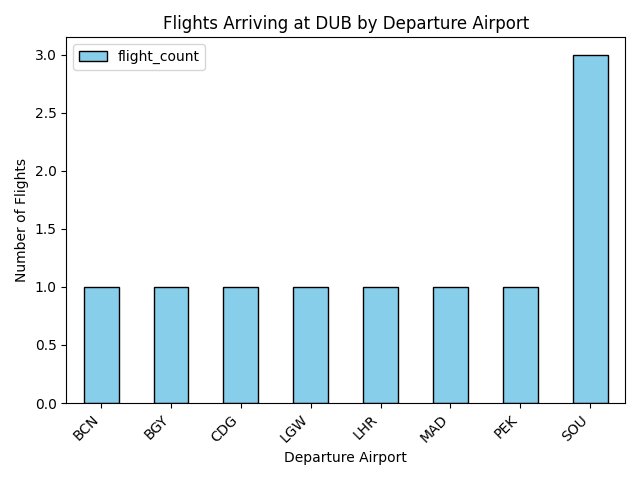 Flights Arriving at DUB by Departure Airport
flight_count
Number of Flights
3.0
2.5
2.0
1.5
1.0
0.5
0.0
BCN
BGY
CDG
LGW
LHR
MAD
PEK
SOU
Departure Airport